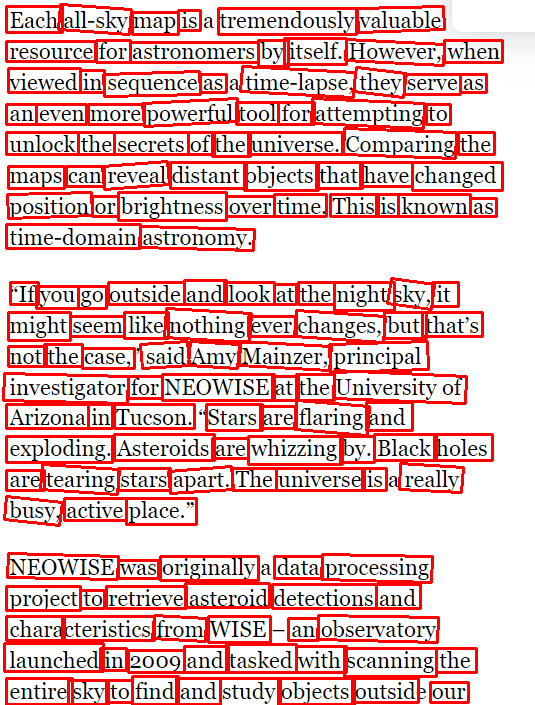 Each all-sky map is a tremendously valuable
resource for astronomers by itself. However, when
viewed in sequence as a time-lapse, they serve as
an even more powerful tool for attempting to
unlock the secrets of the universe. Comparing the
maps can reveal distant objects that have changed
position or brightness over time. This is known as
time-domain astronomy.
“If you go outside and look at the night sky, it
might seem like nothing ever changes, but that’s
not the case,” said Amy Mainzer, principal
investigator for NEOWISE at the University of
Arizona in Tucson. “Stars are flaring and
exploding. Asteroids are whizzing by. Black holes
are tearing stars apart. The universe is a really
busy, active place.”
NEOWISE was originally a data processing
project to retrieve asteroid detections and
characteristics from WISE – an observatory
launched in 2009 and tasked with scanning the
entire sky to find and study objects outside our